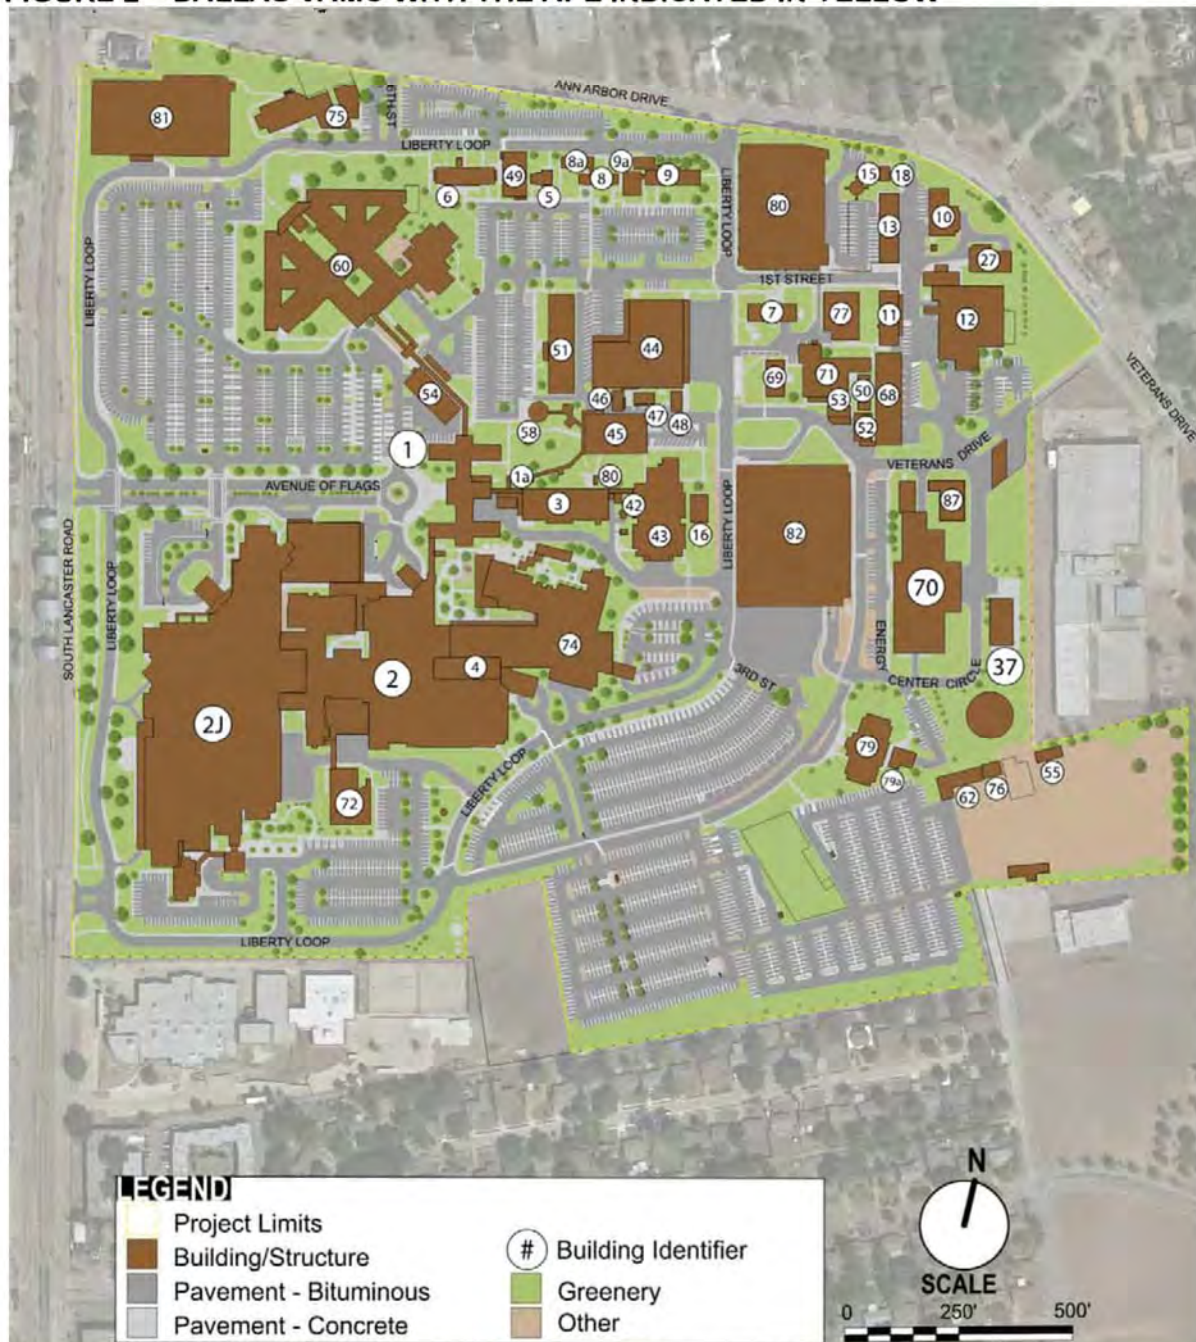 81
75
6TH ST
ANN ARBOR DRIVE
LIBERTY LOOP
8a
9a
49
8
9
6
5
15
18
LIBERTY LOOP
80
13
10
27
60
LIBERTY LOOP
1ST STREET
7
77
11
12
51
44
69
71
50
68
53
52
54
46
47
48
58
45
VETERANS DRIVE
1
1a
80
AVENUE OF FLAGS
3
42
43
16
LIBERTY LOOP
82
VETERANS DRIVE
87
SOUTH LANCASTER ROAD
LIBERTY LOOP
70
74
ENERGY CENTER CIRCLE
37
4
2
3RD ST
2J
79
79a
62
76
55
LIBERTY LOOP
72
LIBERTY LOOP
LEGEND
Project Limits
Building/Structure
Pavement - Bituminous
Pavement - Concrete
# Building Identifier
Greenery
Other
N
SCALE
0 250' 500'